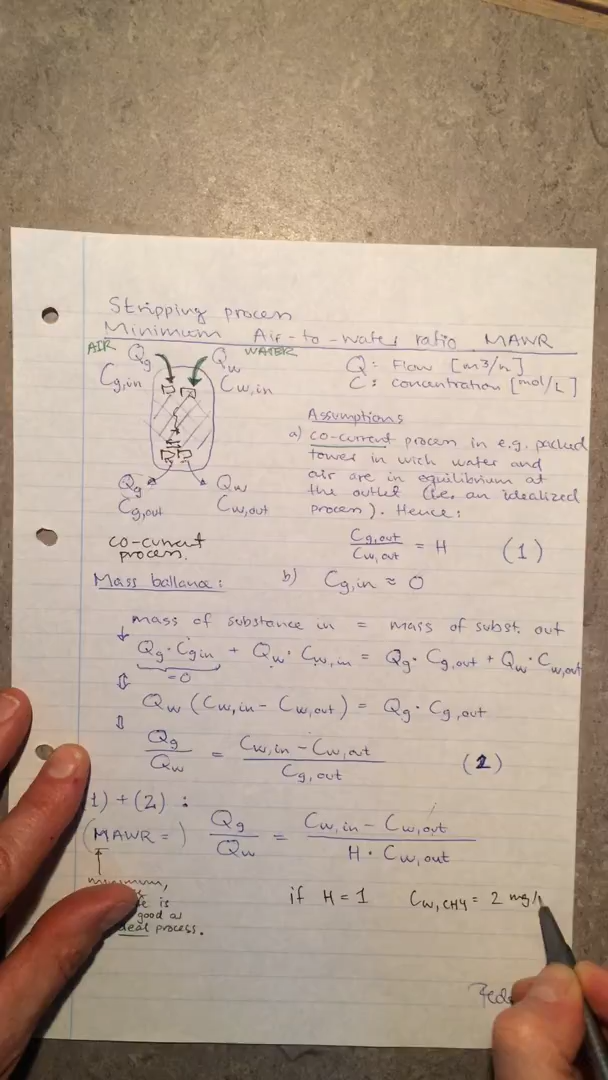 Stripping process
Minimum Air-to-water ratio MAWR
AIR Qg Qw WATER
Cg,in Cw,in
Q: Flow [m3/h]
C: concentration [mol/L]
Assumptions
a) co-current process in e.g. packed
tower in wich water and
air are in equilibrium at
the outlet (i.e. an idealized
process). Hence:
Qg Qw
Cg,out Cw,out
co-current
process.
Cg,out / Cw,out = H (1)
Mass ballance: b) Cg,in ≈ 0
mass of substance in = mass of subst. out
↓ Qg · Cgin + Qw · Cw,in = Qg · Cg,out + Qw · Cw,out
=0
⇕ Qw (Cw,in - Cw,out) = Qg · Cg,out
⇕ Qg / Qw = Cw,in - Cw,out / Cg,out (2)
1) + (2) :
(MAWR = ) Qg / Qw = Cw,in - Cw,out / H · Cw,out
minimum,
is
good as
ideal process.
if H = 1 Cw,CH4 = 2 mg/